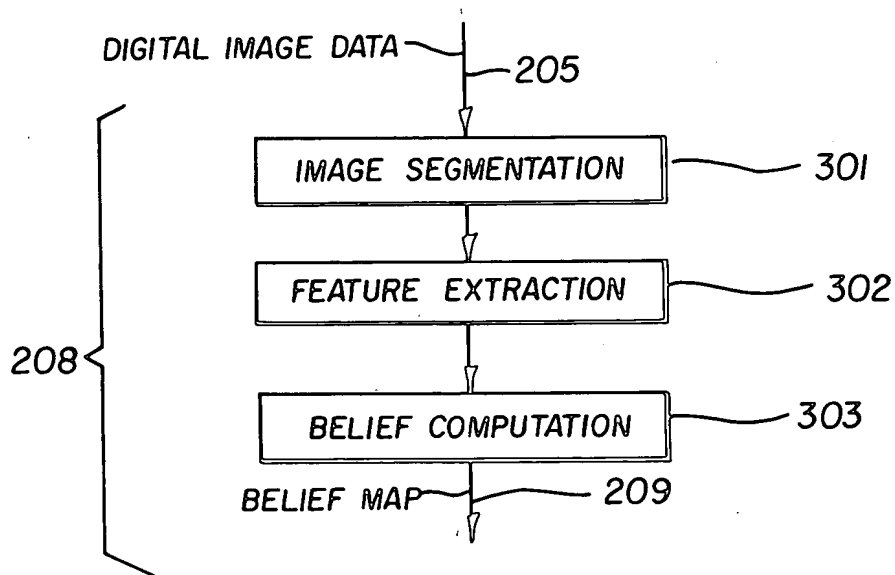 DIGITAL IMAGE DATA
205
IMAGE SEGMENTATION
301
FEATURE EXTRACTION
302
208
BELIEF COMPUTATION
303
BELIEF MAP
209